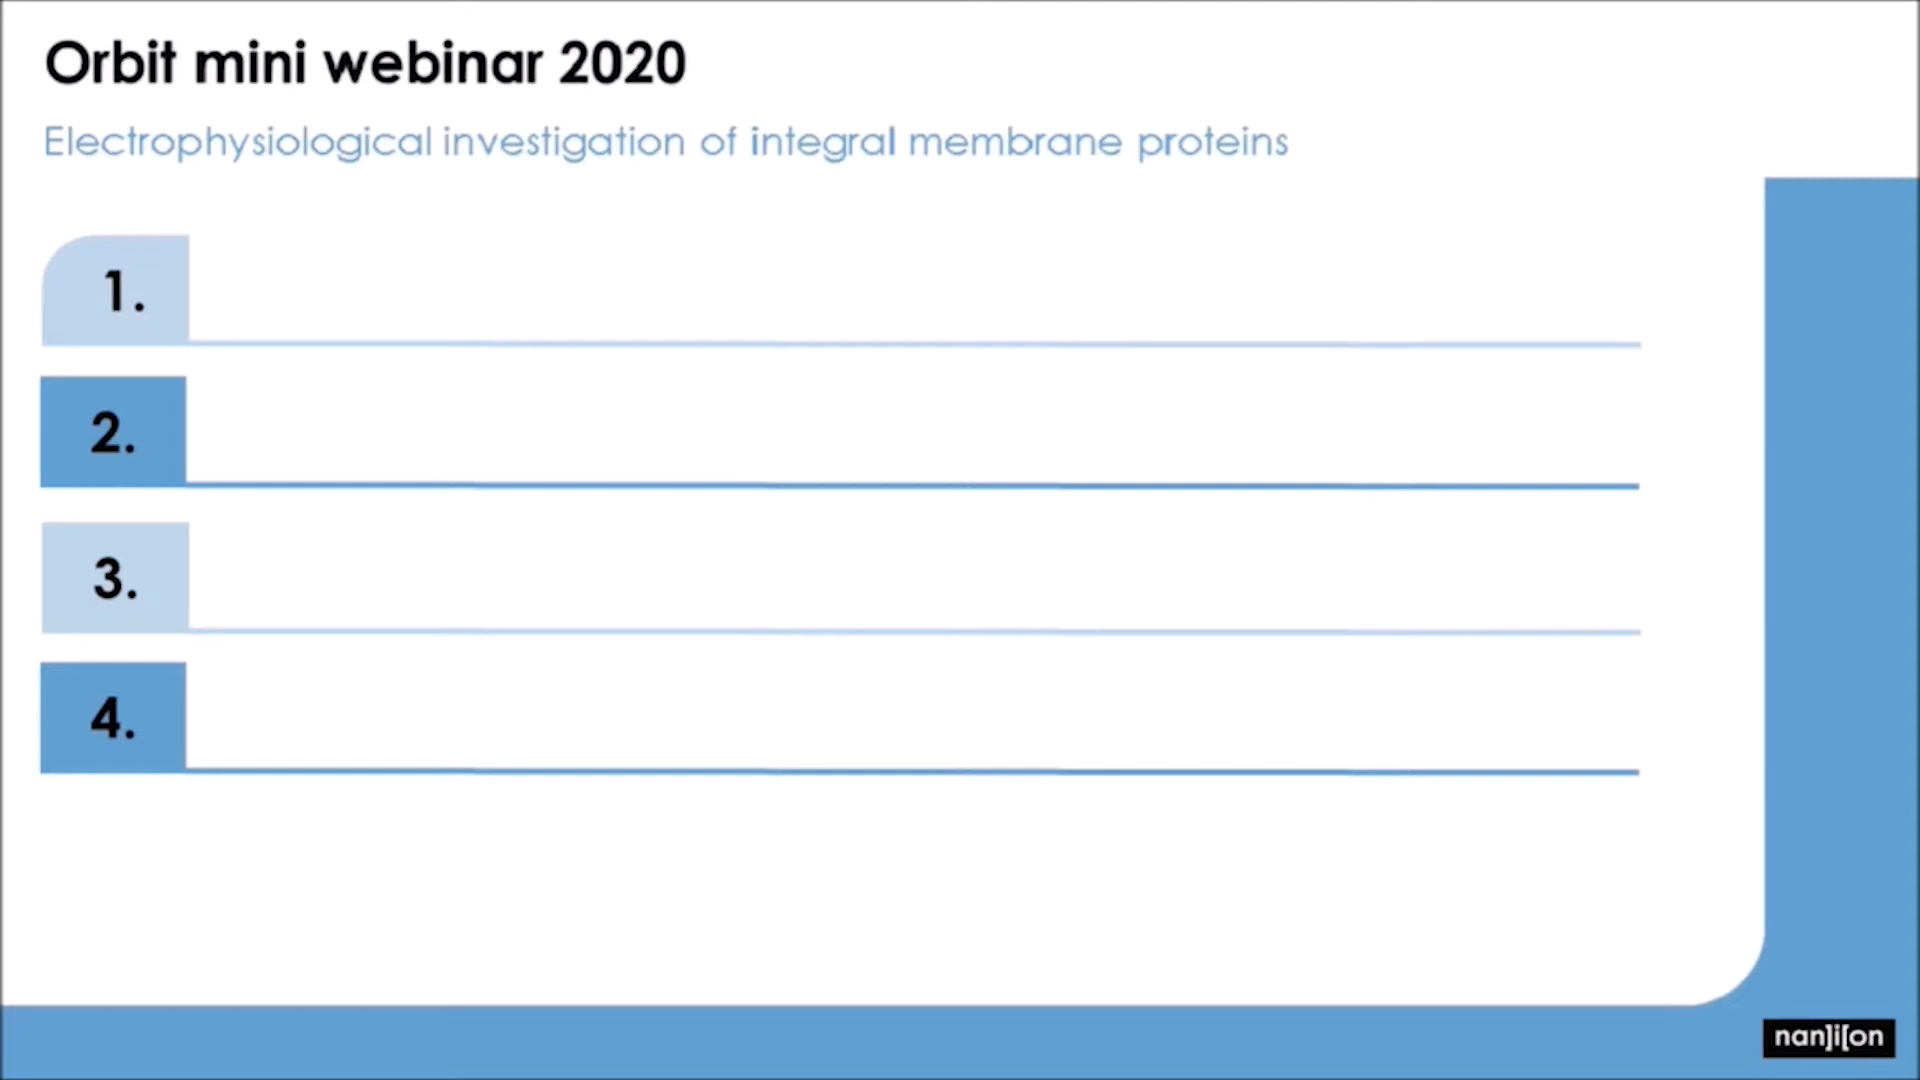 Orbit mini webinar 2020
Electrophysiological investigation of integral membrane proteins
1.
2.
3.
4.
nan]i[on